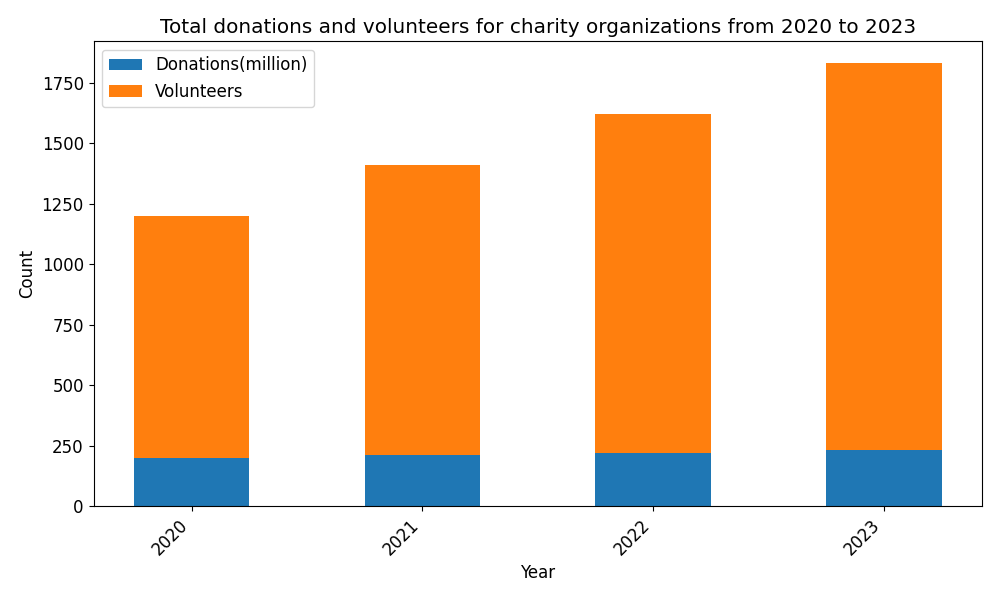 Total donations and volunteers for charity organizations from 2020 to 2023
Donations(million)
Volunteers
1750
1500
1250
1000
750
500
250
0
Count
2020
2021
2022
2023
Year